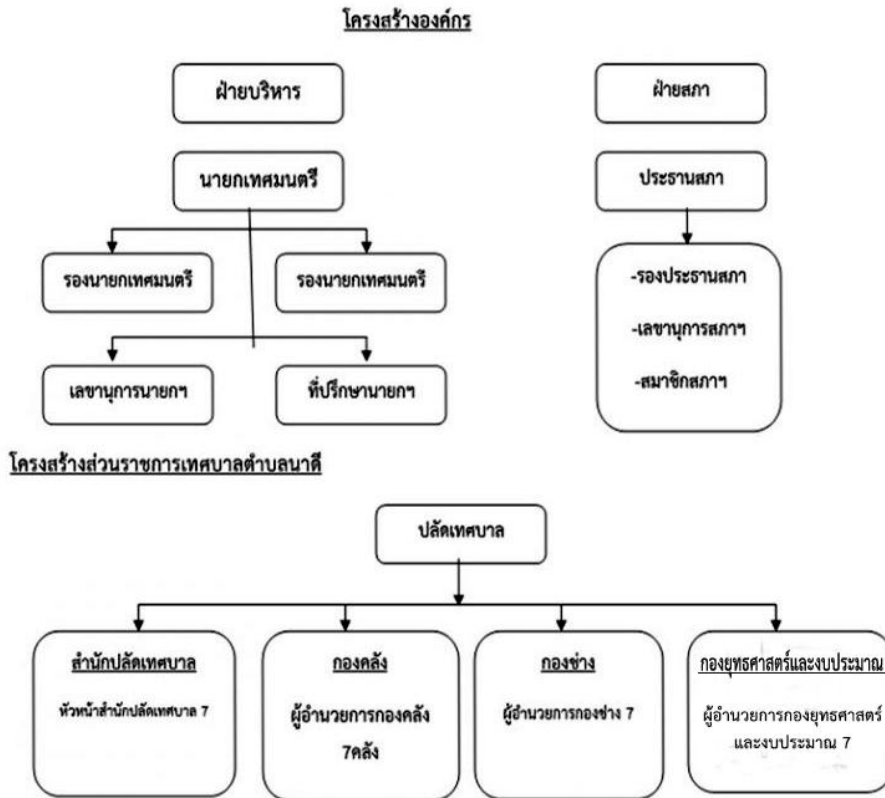 โครงสร้างองค์กร
ฝ่ายบริหาร
ฝ่ายสภา
นายกเทศมนตรี
ประธานสภา
รองนายกเทศมนตรี
รองนายกเทศมนตรี
-รองประธานสภา
-เลขานุการสภาฯ
-สมาชิกสภาฯ
เลขานุการนายกฯ
ที่ปรึกษานายกฯ
โครงสร้างส่วนราชการเทศบาลตำบลนาดี
ปลัดเทศบาล
สำนักปลัดเทศบาล
หัวหน้าสำนักปลัดเทศบาล 7
กองคลัง
ผู้อำนวยการกองคลัง
7คลัง
กองช่าง
ผู้อำนวยการกองช่าง 7
กองยุทธศาสตร์และงบประมาณ
ผู้อำนวยการกองยุทธศาสตร์
และงบประมาณ 7